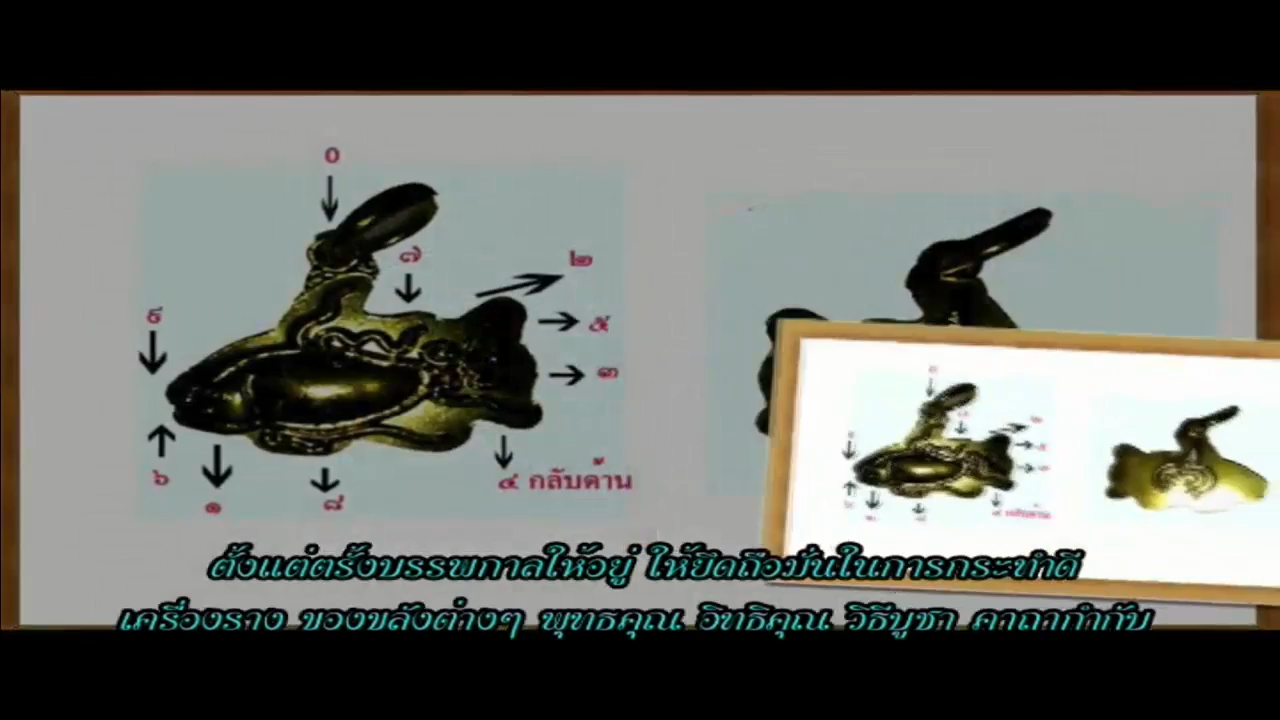 ๐
๗
๒
๕
๓
๖
๑
๘
๔ กลับด้าน
ตั้งแต่ครั้งบรรพกาลให้อยู่ ให้ยึดถือมั่นในการกระทำดี
เครื่องราง ของขลังต่างๆ พุทธคุณ อิทธิคุณ วิธีบูชา คาถากำกับ